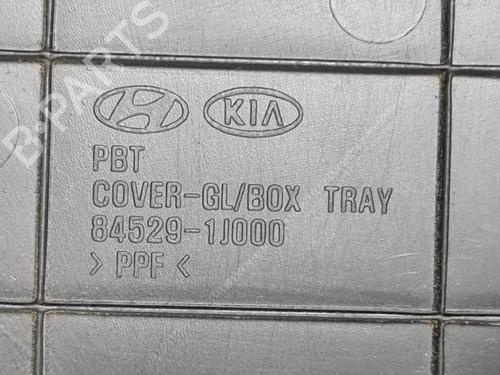 B-PARTS
KIA
PBT
COVER-GL/BOX TRAY
84529-1J000
> PPF <